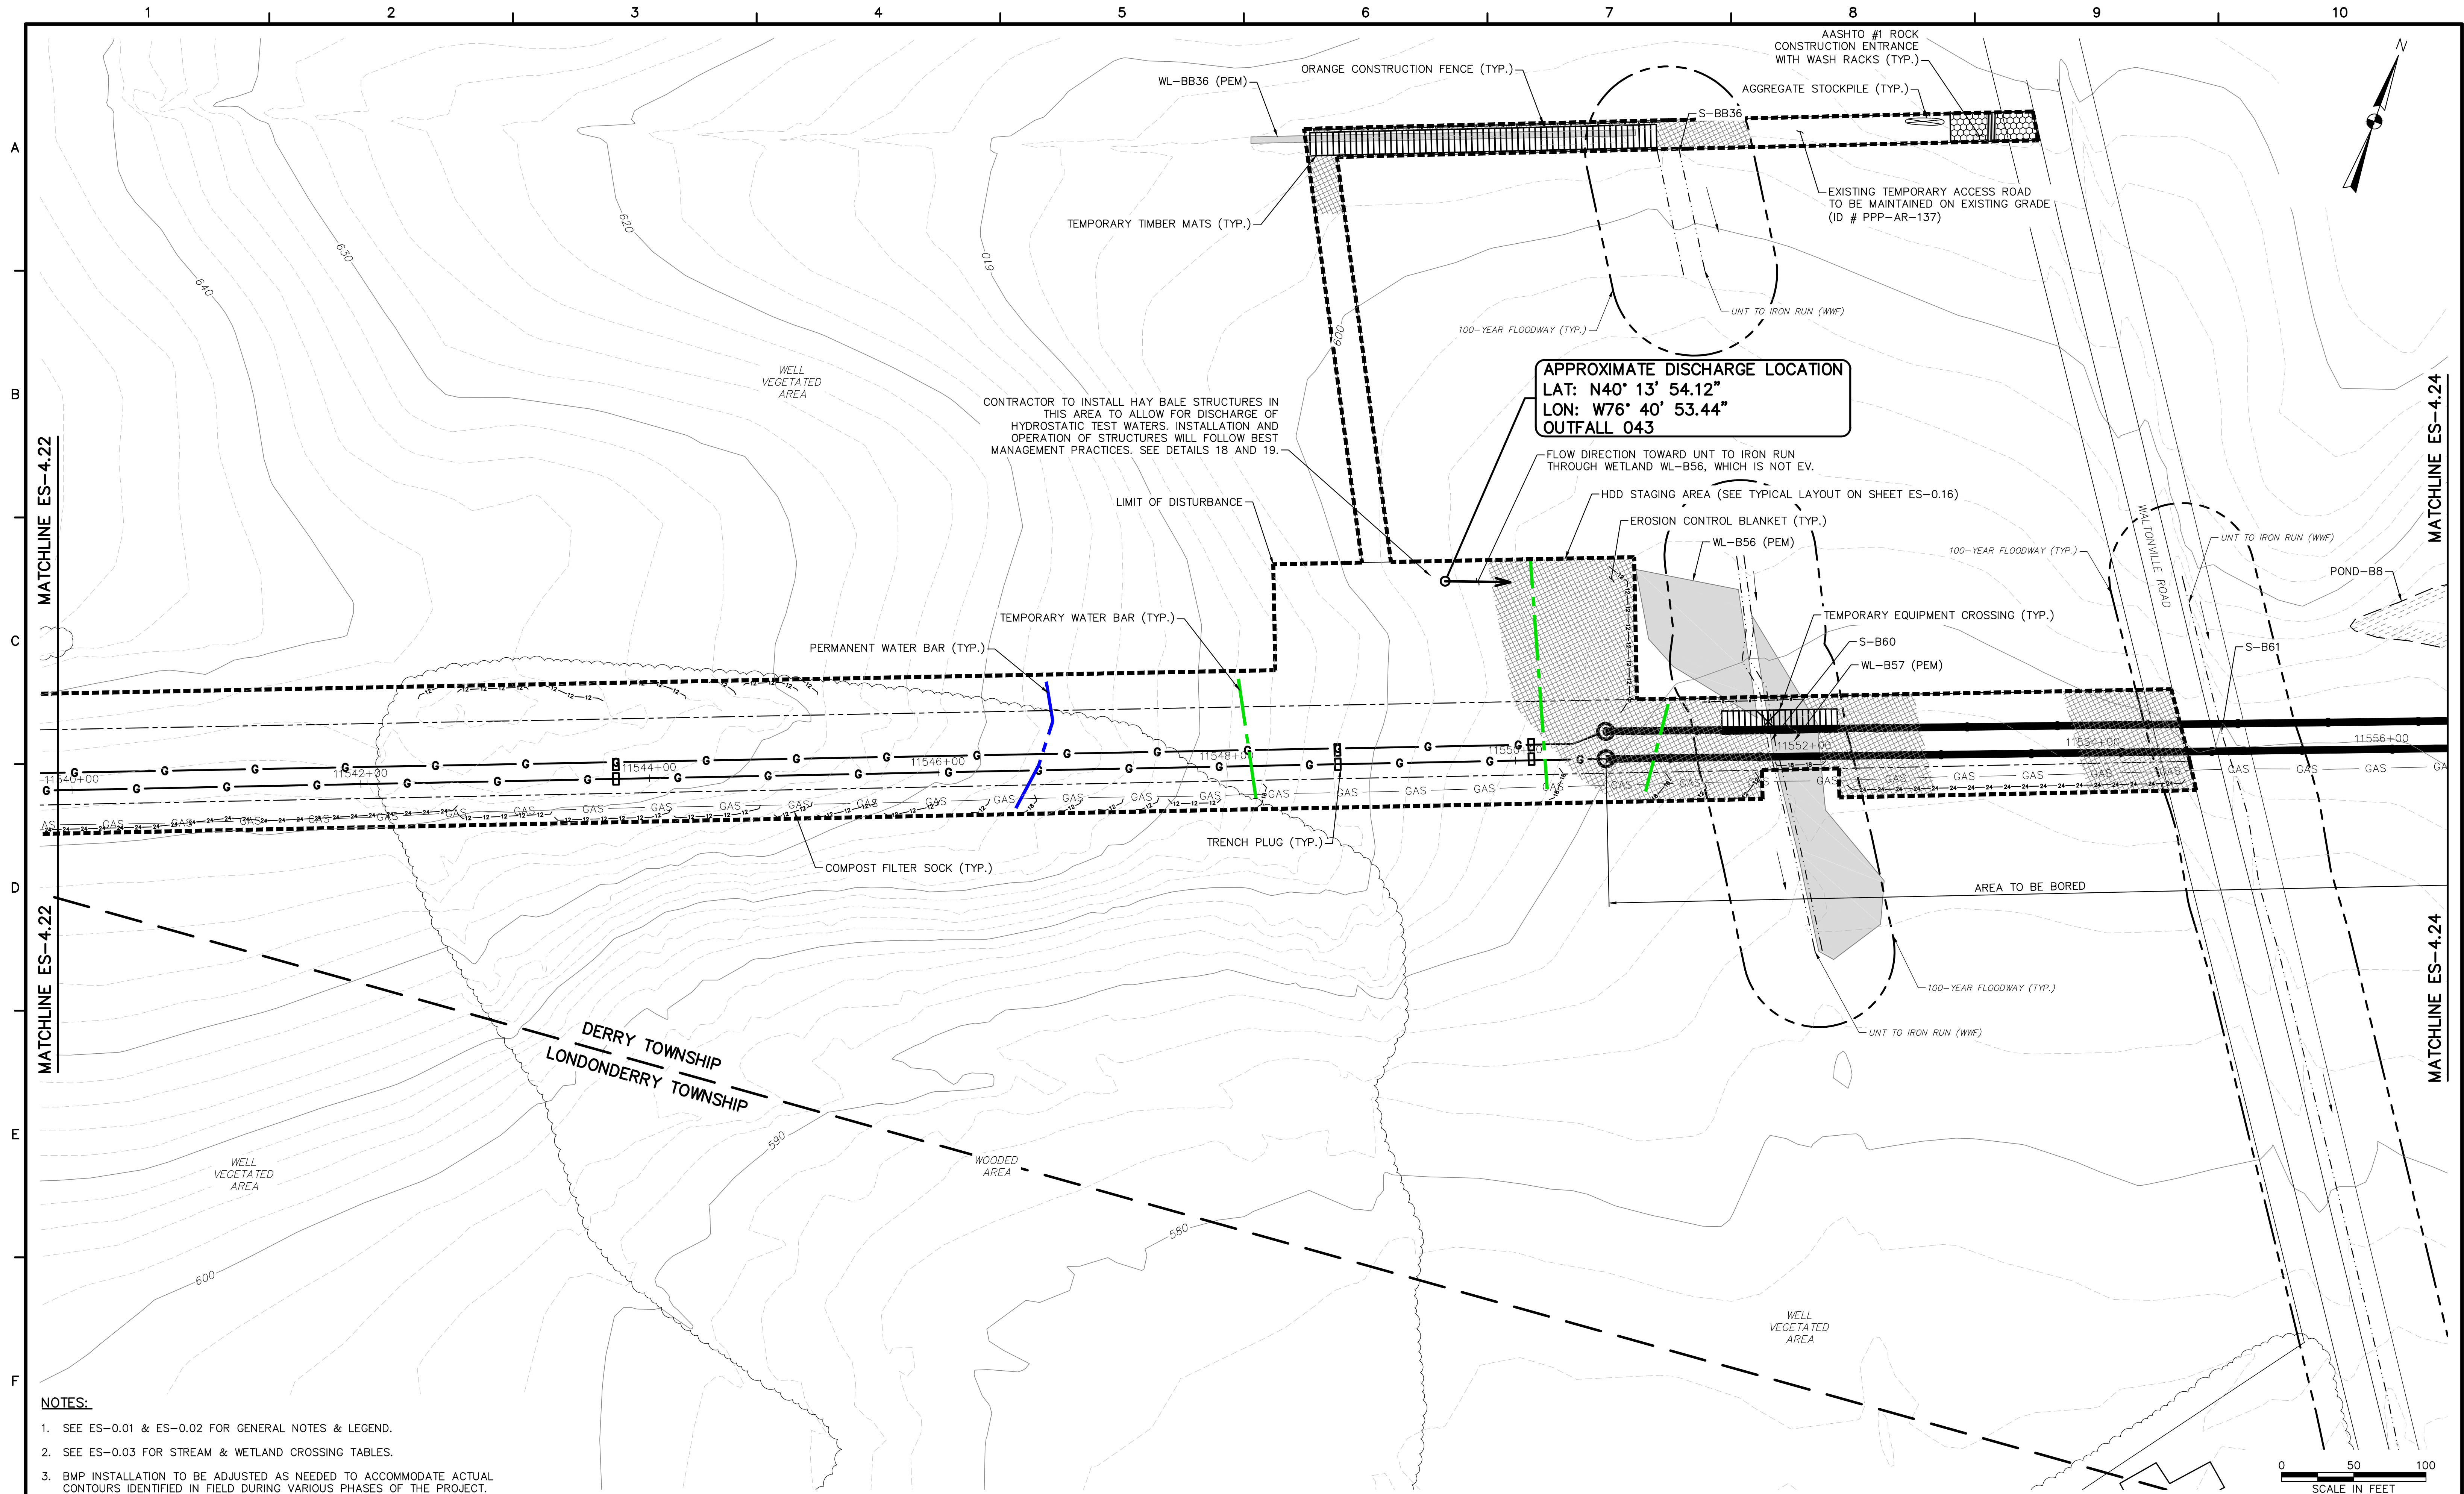 1 2 3 4 5 6 7 8 9 10
A
B
C
D
E
F
AASHTO #1 ROCK
CONSTRUCTION ENTRANCE
WITH WASH RACKS (TYP.)
ORANGE CONSTRUCTION FENCE (TYP.)
WL-BB36 (PEM)
AGGREGATE STOCKPILE (TYP.)
S-BB36
N
EXISTING TEMPORARY ACCESS ROAD
TO BE MAINTAINED ON EXISTING GRADE
(ID # PPP-AR-137)
TEMPORARY TIMBER MATS (TYP.)
640
630
620
610
600
UNT TO IRON RUN (WWF)
100-YEAR FLOODWAY (TYP.)
WELL
VEGETATED
AREA
APPROXIMATE DISCHARGE LOCATION
LAT: N40° 13' 54.12"
LON: W76° 40' 53.44"
OUTFALL 043
CONTRACTOR TO INSTALL HAY BALE STRUCTURES IN
THIS AREA TO ALLOW FOR DISCHARGE OF
HYDROSTATIC TEST WATERS. INSTALLATION AND
OPERATION OF STRUCTURES WILL FOLLOW BEST
MANAGEMENT PRACTICES. SEE DETAILS 18 AND 19.
FLOW DIRECTION TOWARD UNT TO IRON RUN
THROUGH WETLAND WL-B56, WHICH IS NOT EV.
MATCHLINE ES-4.22
MATCHLINE ES-4.24
LIMIT OF DISTURBANCE
HDD STAGING AREA (SEE TYPICAL LAYOUT ON SHEET ES-0.16)
EROSION CONTROL BLANKET (TYP.)
WL-B56 (PEM)
WALTONVILLE ROAD
100-YEAR FLOODWAY (TYP.)
UNT TO IRON RUN (WWF)
POND-B8
TEMPORARY EQUIPMENT CROSSING (TYP.)
S-B60
WL-B57 (PEM)
S-B61
TEMPORARY WATER BAR (TYP.)
PERMANENT WATER BAR (TYP.)
11540+00
11542+00
11544+00
11546+00
11548+00
11550+00
11552+00
11554+00
11556+00
TRENCH PLUG (TYP.)
COMPOST FILTER SOCK (TYP.)
AREA TO BE BORED
MATCHLINE ES-4.22
MATCHLINE ES-4.24
100-YEAR FLOODWAY (TYP.)
UNT TO IRON RUN (WWF)
DERRY TOWNSHIP
LONDONDERRY TOWNSHIP
590
WELL
VEGETATED
AREA
WOODED
AREA
580
600
WELL
VEGETATED
AREA
NOTES:
1. SEE ES-0.01 & ES-0.02 FOR GENERAL NOTES & LEGEND.
2. SEE ES-0.03 FOR STREAM & WETLAND CROSSING TABLES.
3. BMP INSTALLATION TO BE ADJUSTED AS NEEDED TO ACCOMMODATE ACTUAL
CONTOURS IDENTIFIED IN FIELD DURING VARIOUS PHASES OF THE PROJECT.
0 50 100
SCALE IN FEET